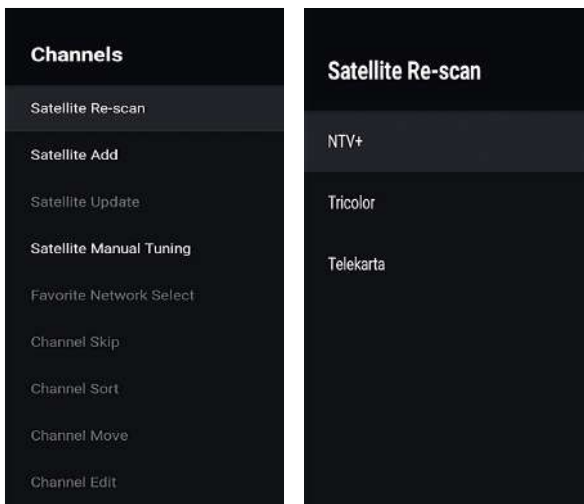 Channels
Satellite Re-scan
Satellite Add
Satellite Update
Satellite Manual Tuning
Favorite Network Select
Channel Skip
Channel Sort
Channel Move
Channel Edit
Satellite Re-scan
NTV+
Tricolor
Telekarta